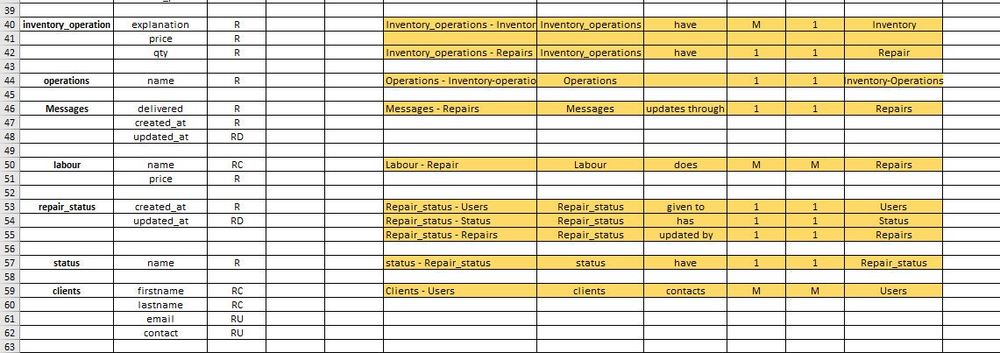 39
40 inventory_operation explanation R Inventory_operations - Inventor Inventory_operations have M 1 Inventory
41 price R
42 qty R Inventory_operations - Repairs Inventory_operations have 1 1 Repair
43
44 operations name R Operations - Inventory-operatio Operations 1 1 Inventory-Operations
45
46 Messages delivered R Messages - Repairs Messages updates through 1 1 Repairs
47 created_at R
48 updated_at RD
49
50 labour name RC Labour - Repair Labour does M M Repairs
51 price R
52
53 repair_status created_at R Repair_status - Users Repair_status given to 1 1 Users
54 updated_at RD Repair_status - Status Repair_status has 1 1 Status
55 Repair_status - Repairs Repair_status updated by 1 1 Repairs
56
57 status name R status - Repair_status status have 1 1 Repair_status
58
59 clients firstname RC Clients - Users clients contacts M M Users
60 lastname RC
61 email RU
62 contact RU
63